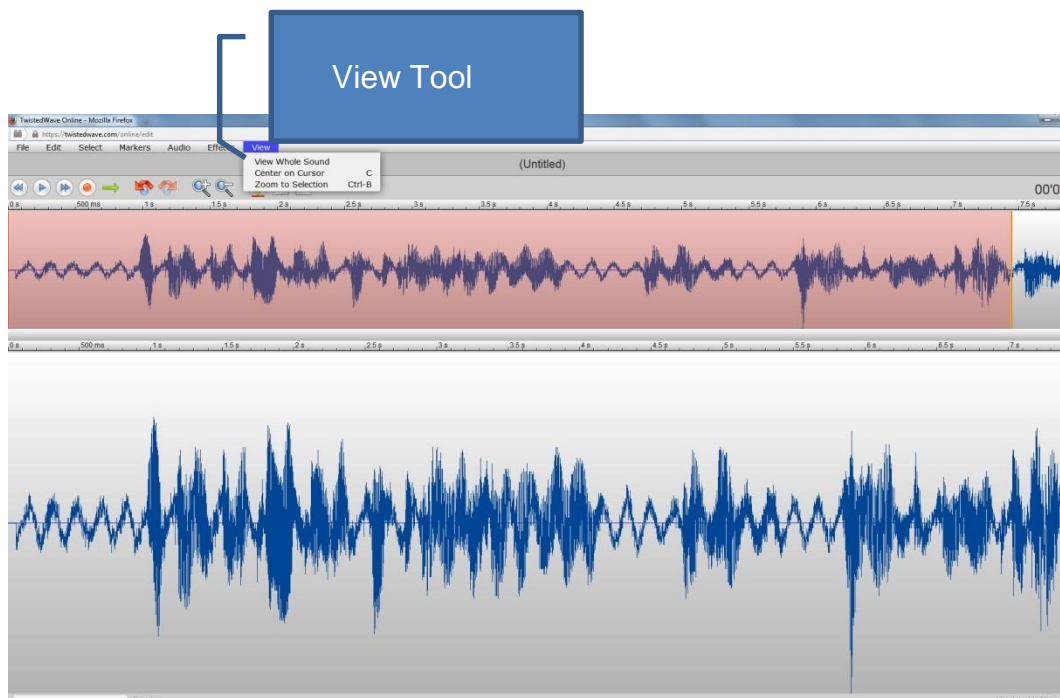 View Tool
TwistedWave Online - Mozilla Firefox
https://twistedwave.com/online/edit
File Edit Select Markers Audio Effects View
View Whole Sound
Center on Cursor C
Zoom to Selection Ctrl-B
(Untitled)
00'0
0 s 500 ms 1 s 1.5 s 2 s 2.5 s 3 s 3.5 s 4 s 4.5 s 5 s 5.5 s 6 s 6.5 s 7 s 7.5 s
0 s 500 ms 1 s 1.5 s 2 s 2.5 s 3 s 3.5 s 4 s 4.5 s 5 s 5.5 s 6 s 6.5 s 7 s